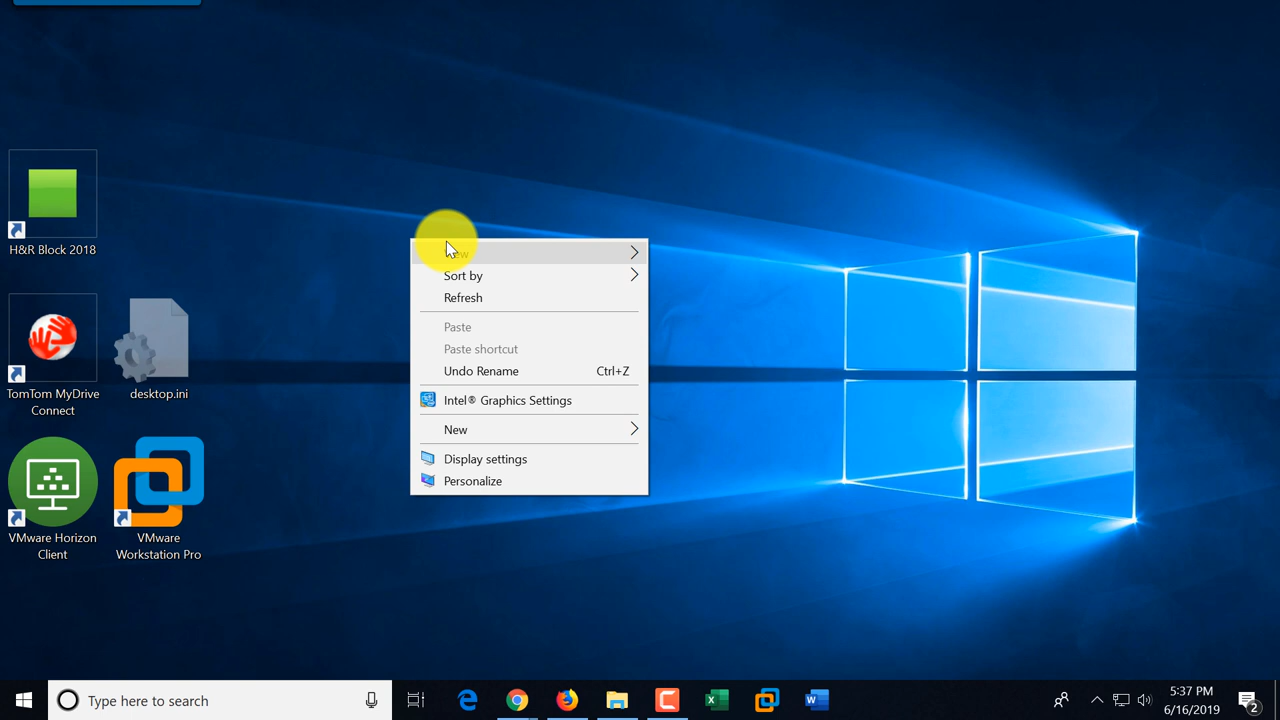 H&R Block 2018
TomTom MyDrive
Connect
desktop.ini
VMware Horizon
Client
VMware
Workstation Pro
Sort by
Refresh
Paste
Paste shortcut
Undo Rename Ctrl+Z
Intel® Graphics Settings
New
Display settings
Personalize
Type here to search
5:37 PM
6/16/2019
2